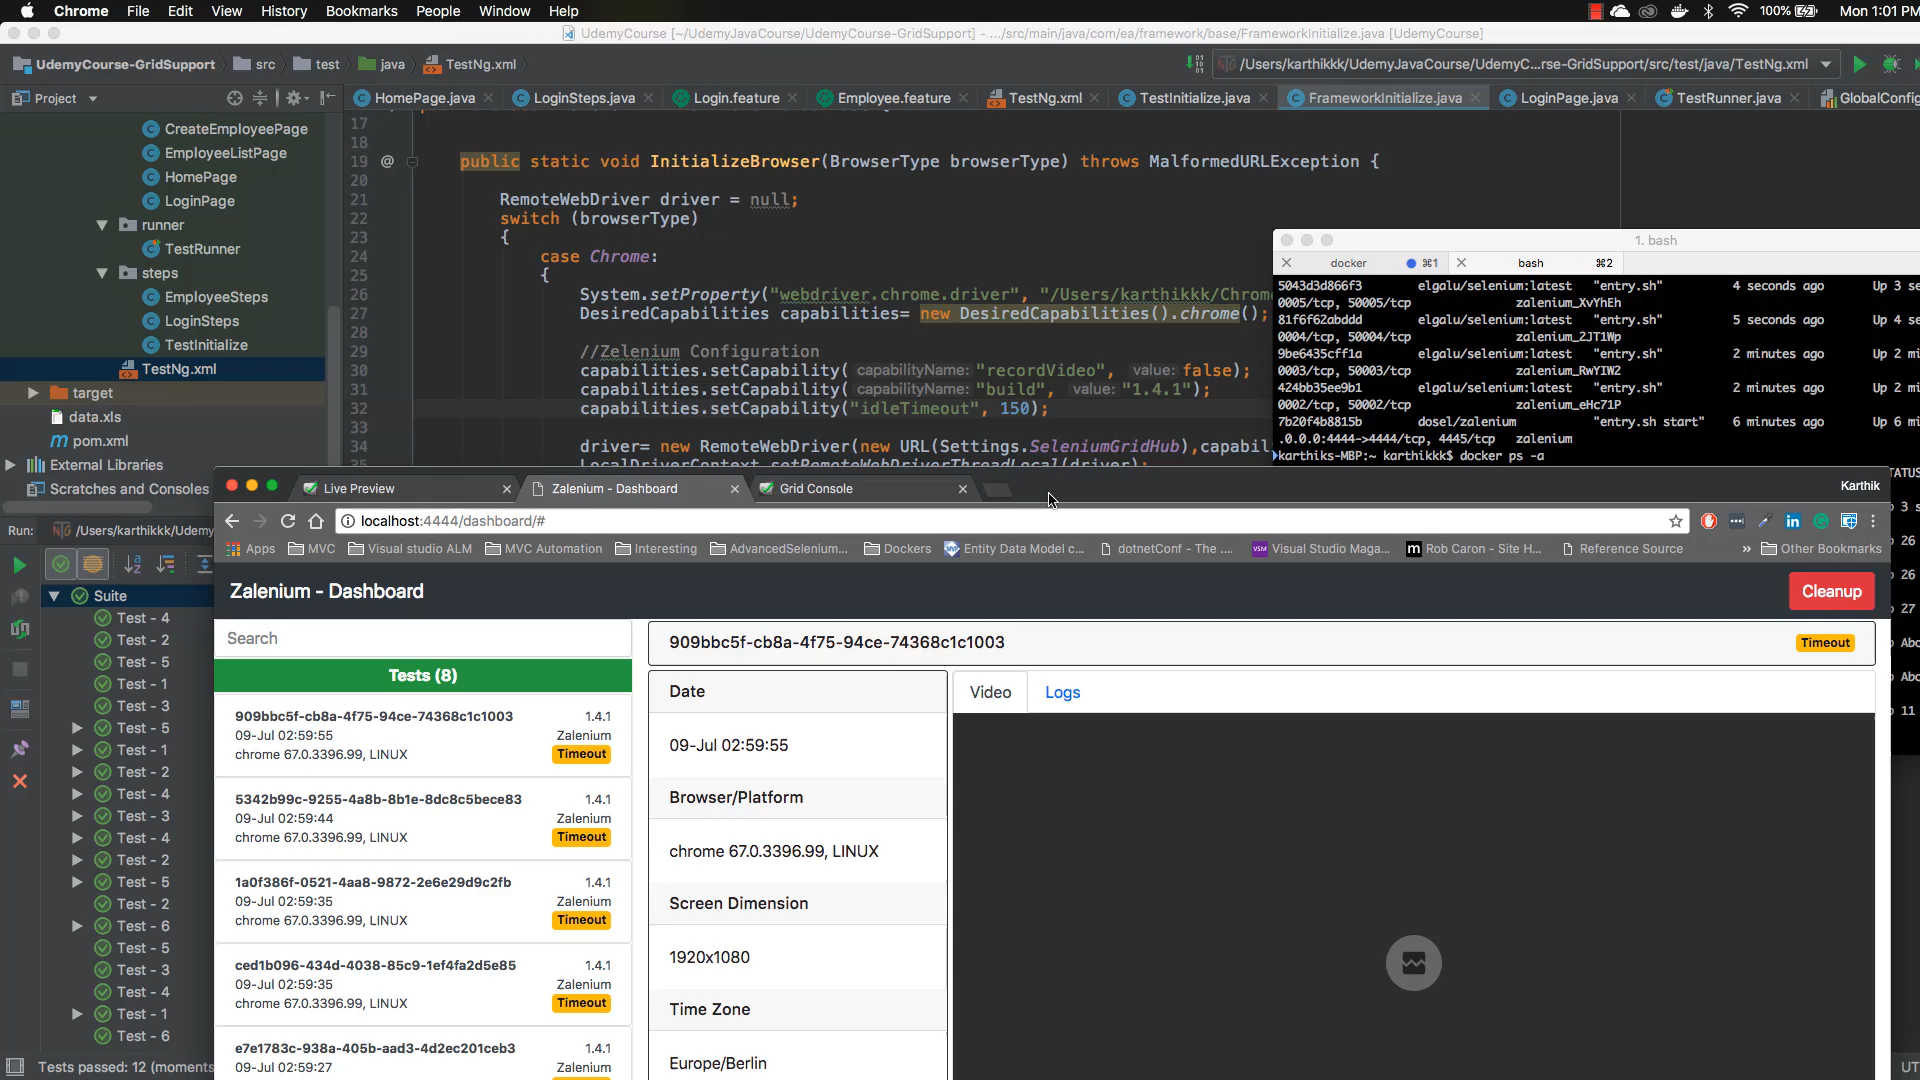 Chrome File Edit View History Bookmarks People Window Help
100% Mon 1:01 PM
UdemyCourse [~/UdemyJavaCourse/UdemyCourse-GridSupport] - .../src/main/java/com/ea/framework/base/FrameworkInitialize.java [UdemyCourse]
UdemyCourse-GridSupport src test java TestNg.xml
/Users/karthikkk/UdemyJavaCourse/UdemyC...rse-GridSupport/src/test/java/TestNg.xml
Project
HomePage.java LoginSteps.java Login.feature Employee.feature TestNg.xml TestInitialize.java FrameworkInitialize.java LoginPage.java TestRunner.java GlobalConfig
CreateEmployeePage
EmployeeListPage
HomePage
LoginPage
runner
TestRunner
steps
EmployeeSteps
LoginSteps
TestInitialize
TestNg.xml
target
data.xls
pom.xml
External Libraries
Scratches and Consoles
17
18
19 @ public static void InitializeBrowser(BrowserType browserType) throws MalformedURLException {
20
21 RemoteWebDriver driver = null;
22 switch (browserType)
23 {
24 case Chrome:
25 {
26 System.setProperty("webdriver.chrome.driver", "/Users/karthikkk/Chrom
27 DesiredCapabilities capabilities= new DesiredCapabilities().chrome();
28
29 //Zelenium Configuration
30 capabilities.setCapability( capabilityName: "recordVideo", value: false);
31 capabilities.setCapability( capabilityName: "build", value: "1.4.1");
32 capabilities.setCapability("idleTimeout", 150);
33
34 driver= new RemoteWebDriver(new URL(Settings.SeleniumGridHub),capabil
35 LocalDriverContext.setRemoteWebDriverThreadLocal(driver);
1. bash
docker ⌘1 bash ⌘2
5043d3d866f3 elgalu/selenium:latest "entry.sh" 4 seconds ago Up 3 se
0005/tcp, 50005/tcp zalenium_XvYhEh
81f6f62abddd elgalu/selenium:latest "entry.sh" 5 seconds ago Up 4 se
0004/tcp, 50004/tcp zalenium_2JT1Wp
9be6435cff1a elgalu/selenium:latest "entry.sh" 2 minutes ago Up 2 mi
0003/tcp, 50003/tcp zalenium_RwYIW2
424bb35ee9b1 elgalu/selenium:latest "entry.sh" 2 minutes ago Up 2 mi
0002/tcp, 50002/tcp zalenium_eHc71P
7b20f4b8815b dosel/zalenium "entry.sh start" 6 minutes ago Up 6 mi
.0.0.0:4444->4444/tcp, 4445/tcp zalenium
karthiks-MBP:~ karthikkk$ docker ps -a
Live Preview Zalenium - Dashboard Grid Console Karthik
localhost:4444/dashboard/#
Apps MVC Visual studio ALM MVC Automation Interesting AdvancedSelenium... Dockers Entity Data Model c... dotnetConf - The .... Visual Studio Maga... Rob Caron - Site H... Reference Source » Other Bookmarks
Run: /Users/karthikkk/Udemy
Suite
Test - 4
Test - 2
Test - 5
Test - 1
Test - 3
Test - 5
Test - 1
Test - 2
Test - 4
Test - 3
Test - 4
Test - 2
Test - 5
Test - 2
Test - 6
Test - 5
Test - 3
Test - 4
Test - 1
Test - 6
Tests passed: 12 (moments
Zalenium - Dashboard
Cleanup
Search
Tests (8)
909bbc5f-cb8a-4f75-94ce-74368c1c1003 1.4.1
09-Jul 02:59:55 Zalenium
chrome 67.0.3396.99, LINUX Timeout
5342b99c-9255-4a8b-8b1e-8dc8c5bece83 1.4.1
09-Jul 02:59:44 Zalenium
chrome 67.0.3396.99, LINUX Timeout
1a0f386f-0521-4aa8-9872-2e6e29d9c2fb 1.4.1
09-Jul 02:59:35 Zalenium
chrome 67.0.3396.99, LINUX Timeout
ced1b096-434d-4038-85c9-1ef4fa2d5e85 1.4.1
09-Jul 02:59:35 Zalenium
chrome 67.0.3396.99, LINUX Timeout
e7e1783c-938a-405b-aad3-4d2ec201ceb3 1.4.1
09-Jul 02:59:27 Zalenium
909bbc5f-cb8a-4f75-94ce-74368c1c1003 Timeout
Date
09-Jul 02:59:55
Browser/Platform
chrome 67.0.3396.99, LINUX
Screen Dimension
1920x1080
Time Zone
Europe/Berlin
Video Logs